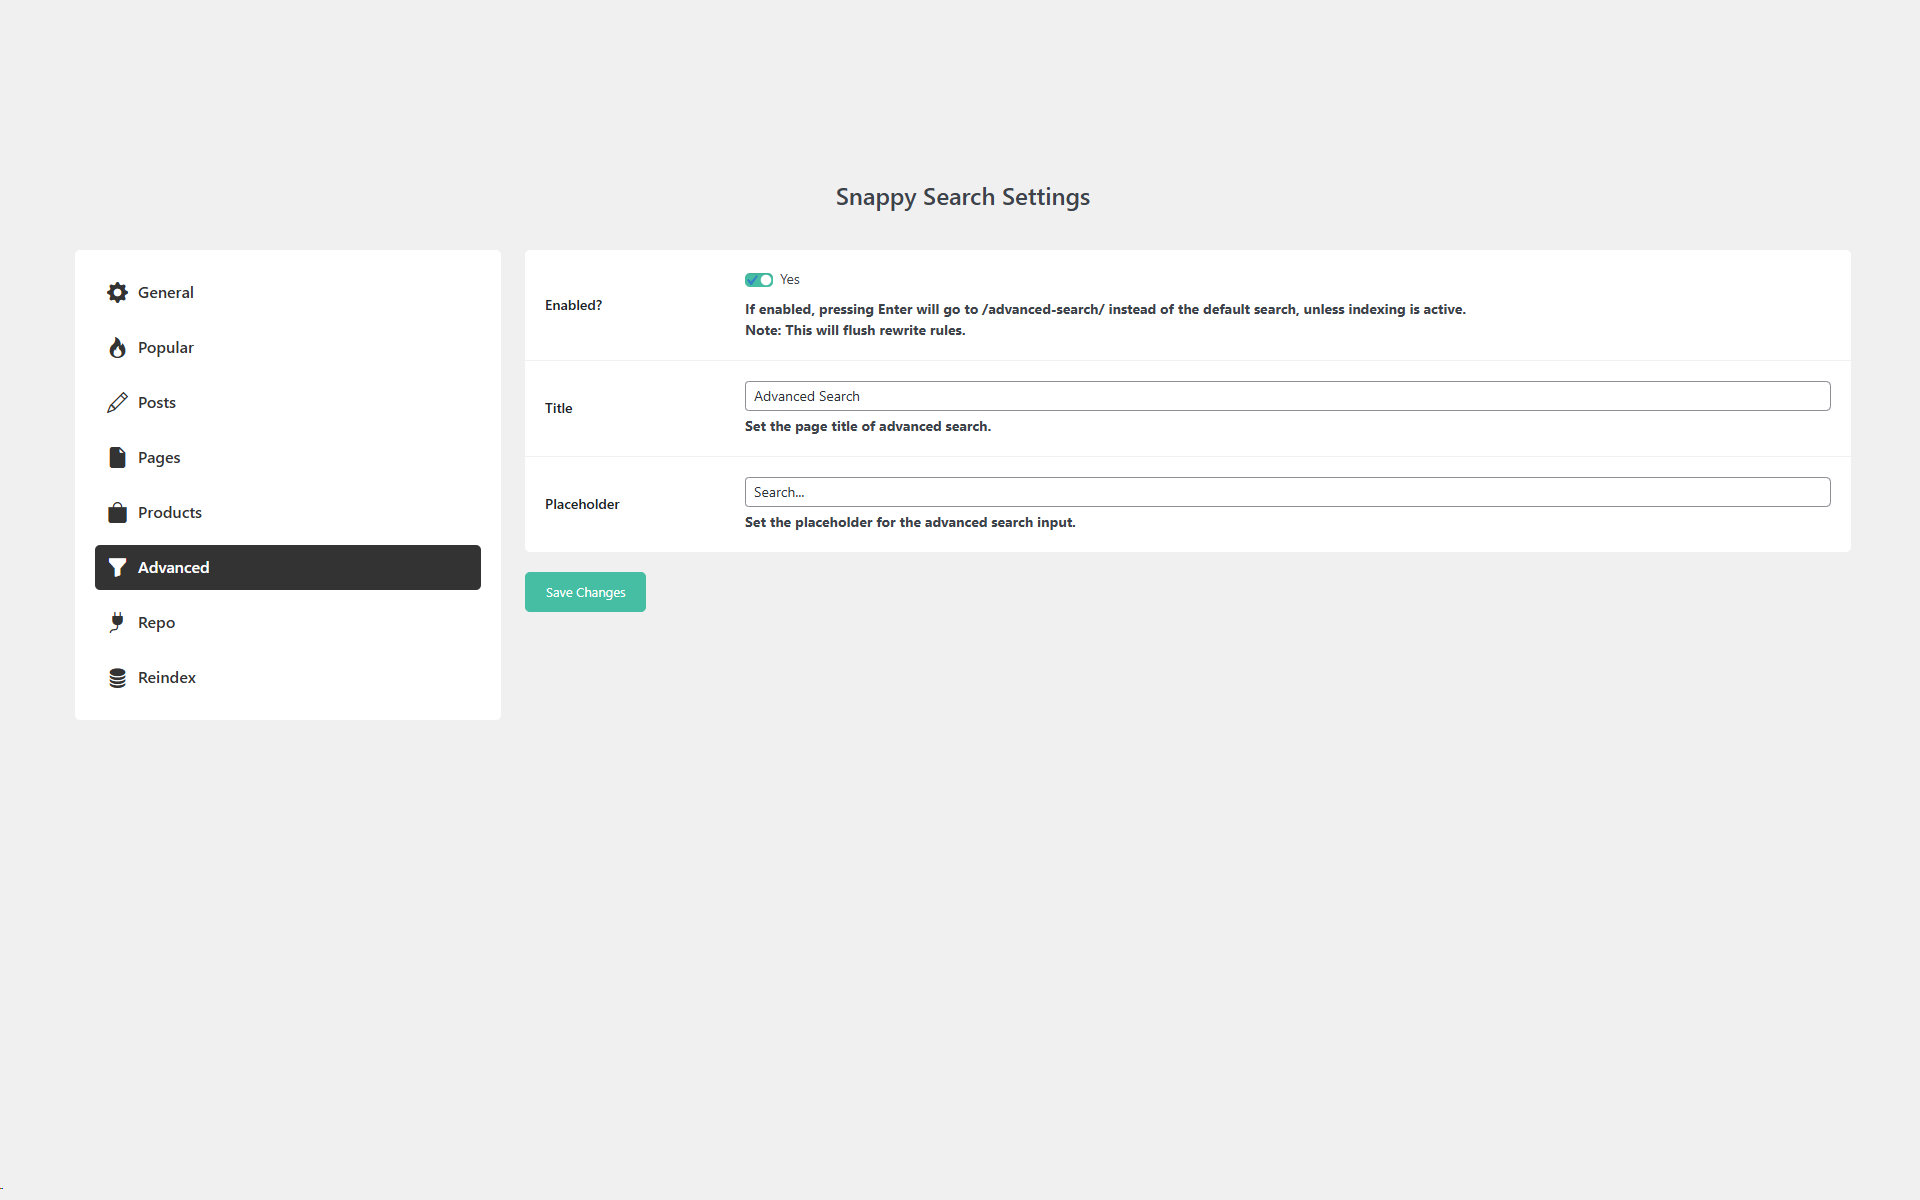 Snappy Search Settings
General
Popular
Posts
Pages
Products
Advanced
Repo
Reindex
Enabled?
Yes
If enabled, pressing Enter will go to /advanced-search/ instead of the default search, unless indexing is active.
Note: This will flush rewrite rules.
Title
Advanced Search
Set the page title of advanced search.
Placeholder
Search...
Set the placeholder for the advanced search input.
Save Changes